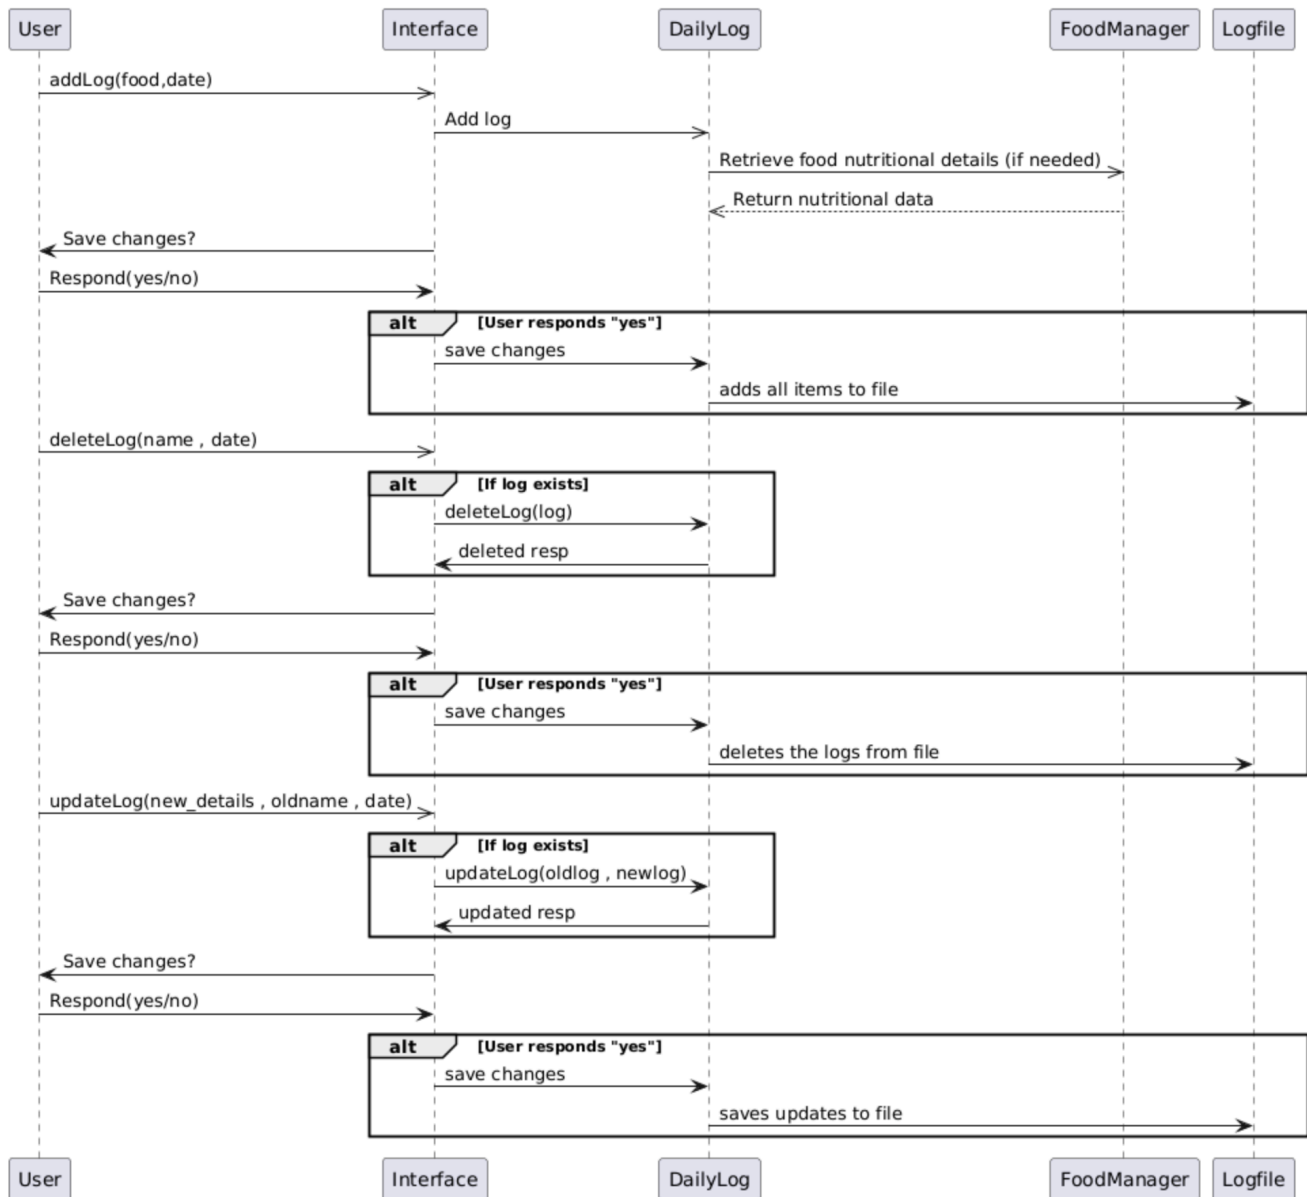 User
Interface
DailyLog
FoodManager
Logfile
addLog(food,date)
Add log
Retrieve food nutritional details (if needed)
Return nutritional data
Save changes?
Respond(yes/no)
alt [User responds "yes"]
save changes
adds all items to file
deleteLog(name , date)
alt [If log exists]
deleteLog(log)
deleted resp
Save changes?
Respond(yes/no)
alt [User responds "yes"]
save changes
deletes the logs from file
updateLog(new_details , oldname , date)
alt [If log exists]
updateLog(oldlog , newlog)
updated resp
Save changes?
Respond(yes/no)
alt [User responds "yes"]
save changes
saves updates to file
User
Interface
DailyLog
FoodManager
Logfile